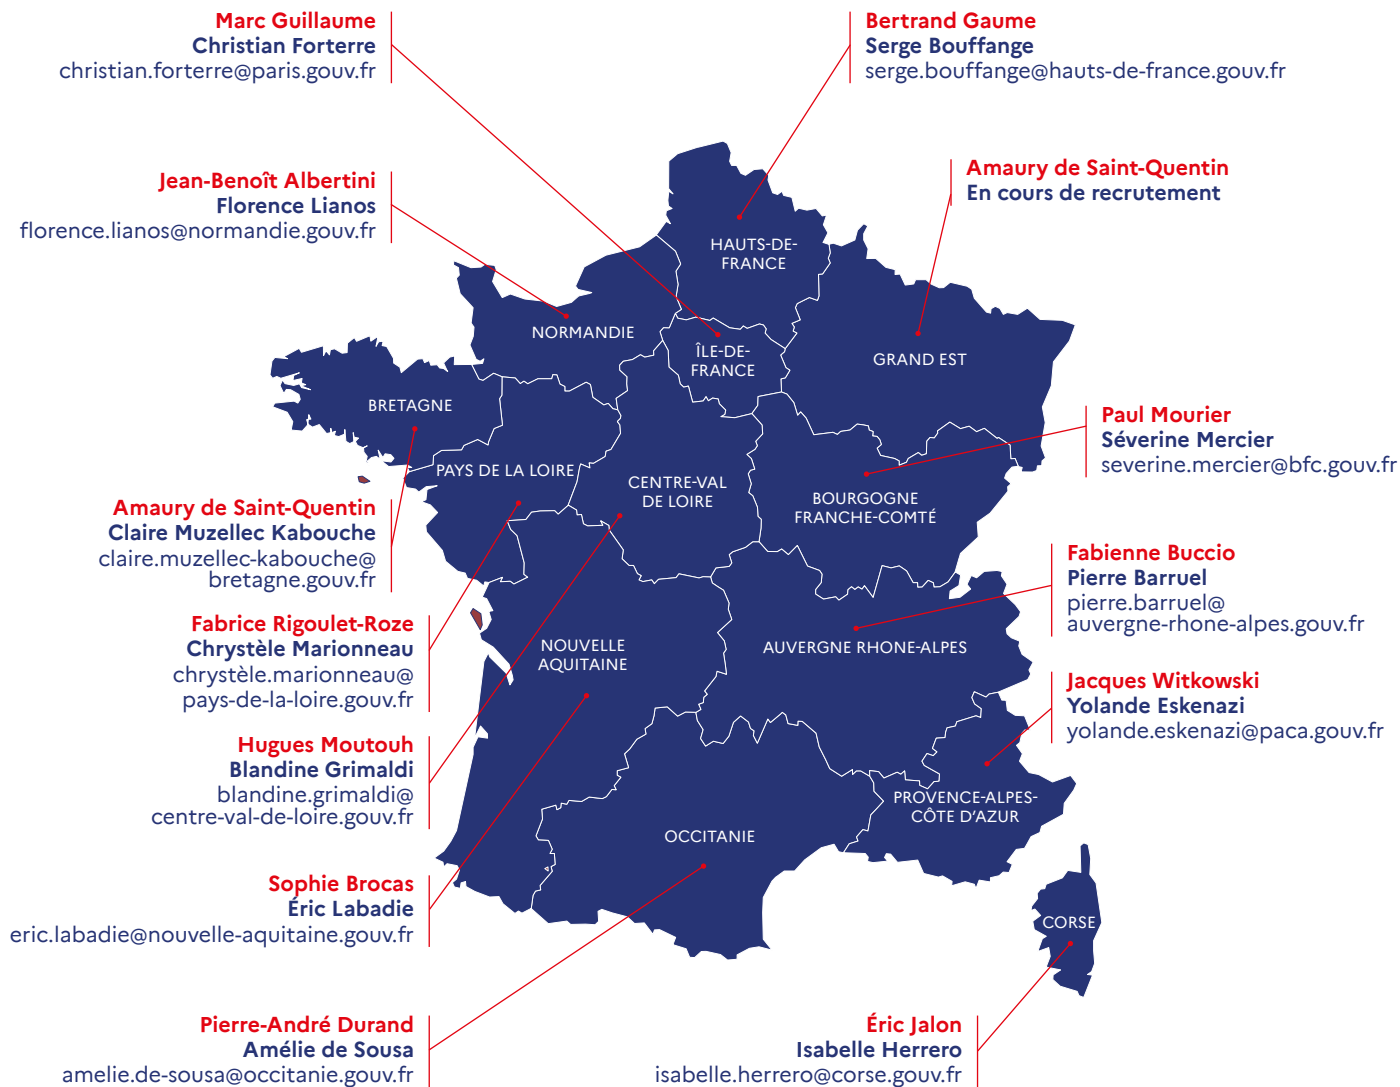 Marc Guillaume
Christian Forterre
christian.forterre@paris.gouv.fr
Bertrand Gaume
Serge Bouffange
serge.bouffange@hauts-de-france.gouv.fr
Jean-Benoît Albertini
Florence Lianos
florence.lianos@normandie.gouv.fr
Amaury de Saint-Quentin
En cours de recrutement
HAUTS-DE-
FRANCE
NORMANDIE
ÎLE-DE-
FRANCE
GRAND EST
BRETAGNE
PAYS DE LA LOIRE
CENTRE-VAL
DE LOIRE
BOURGOGNE
FRANCHE-COMTÉ
Paul Mourier
Séverine Mercier
severine.mercier@bfc.gouv.fr
Amaury de Saint-Quentin
Claire Muzellec Kabouche
claire.muzellec-kabouche@
bretagne.gouv.fr
Fabienne Buccio
Pierre Barruel
pierre.barruel@
auvergne-rhone-alpes.gouv.fr
Fabrice Rigoulet-Roze
Chrystèle Marionneau
chrystèle.marionneau@
pays-de-la-loire.gouv.fr
NOUVELLE
AQUITAINE
AUVERGNE RHONE-ALPES
Jacques Witkowski
Yolande Eskenazi
yolande.eskenazi@paca.gouv.fr
Hugues Moutouh
Blandine Grimaldi
blandine.grimaldi@
centre-val-de-loire.gouv.fr
PROVENCE-ALPES-
CÔTE D'AZUR
OCCITANIE
Sophie Brocas
Éric Labadie
eric.labadie@nouvelle-aquitaine.gouv.fr
CORSE
Pierre-André Durand
Amélie de Sousa
amelie.de-sousa@occitanie.gouv.fr
Éric Jalon
Isabelle Herrero
isabelle.herrero@corse.gouv.fr